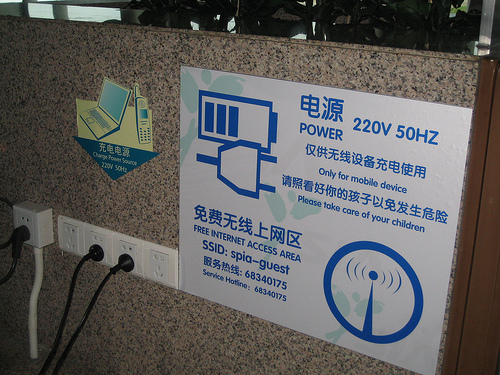 充电电源
Charge Power Source
220V 50Hz
电源
POWER
220V 50HZ
仅供无线设备充电使用
Only for mobile device
请照看好你的孩子以免发生危险
Please take care of your children
免费无线上网区
FREE INTERNET ACCESS AREA
SSID: spia-guest
服务热线: 68340175
Service Hotline: 68340175